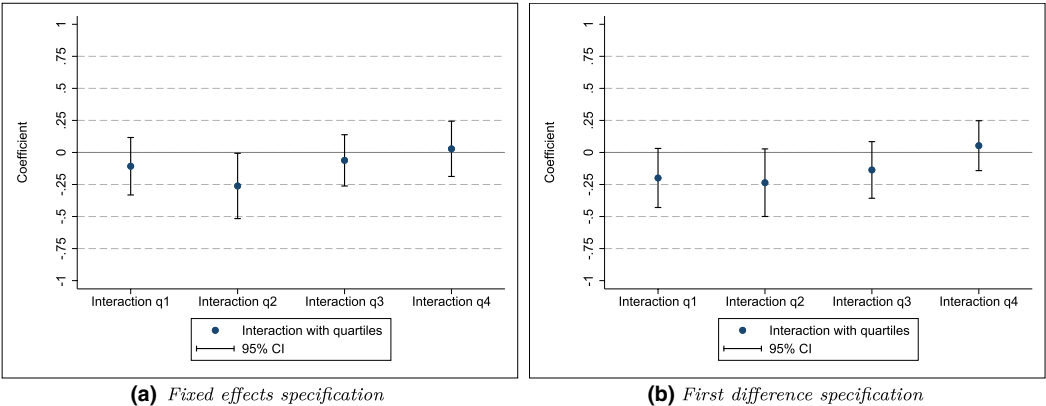 1
.75
.5
.25
0
-.25
-.5
-.75
-1
Coefficient
Interaction q1 Interaction q2 Interaction q3 Interaction q4
Interaction with quartiles
95% CI
(a) Fixed effects specification
1
.75
.5
.25
0
-.25
-.5
-.75
-1
Coefficient
Interaction q1 Interaction q2 Interaction q3 Interaction q4
Interaction with quartiles
95% CI
(b) First difference specification